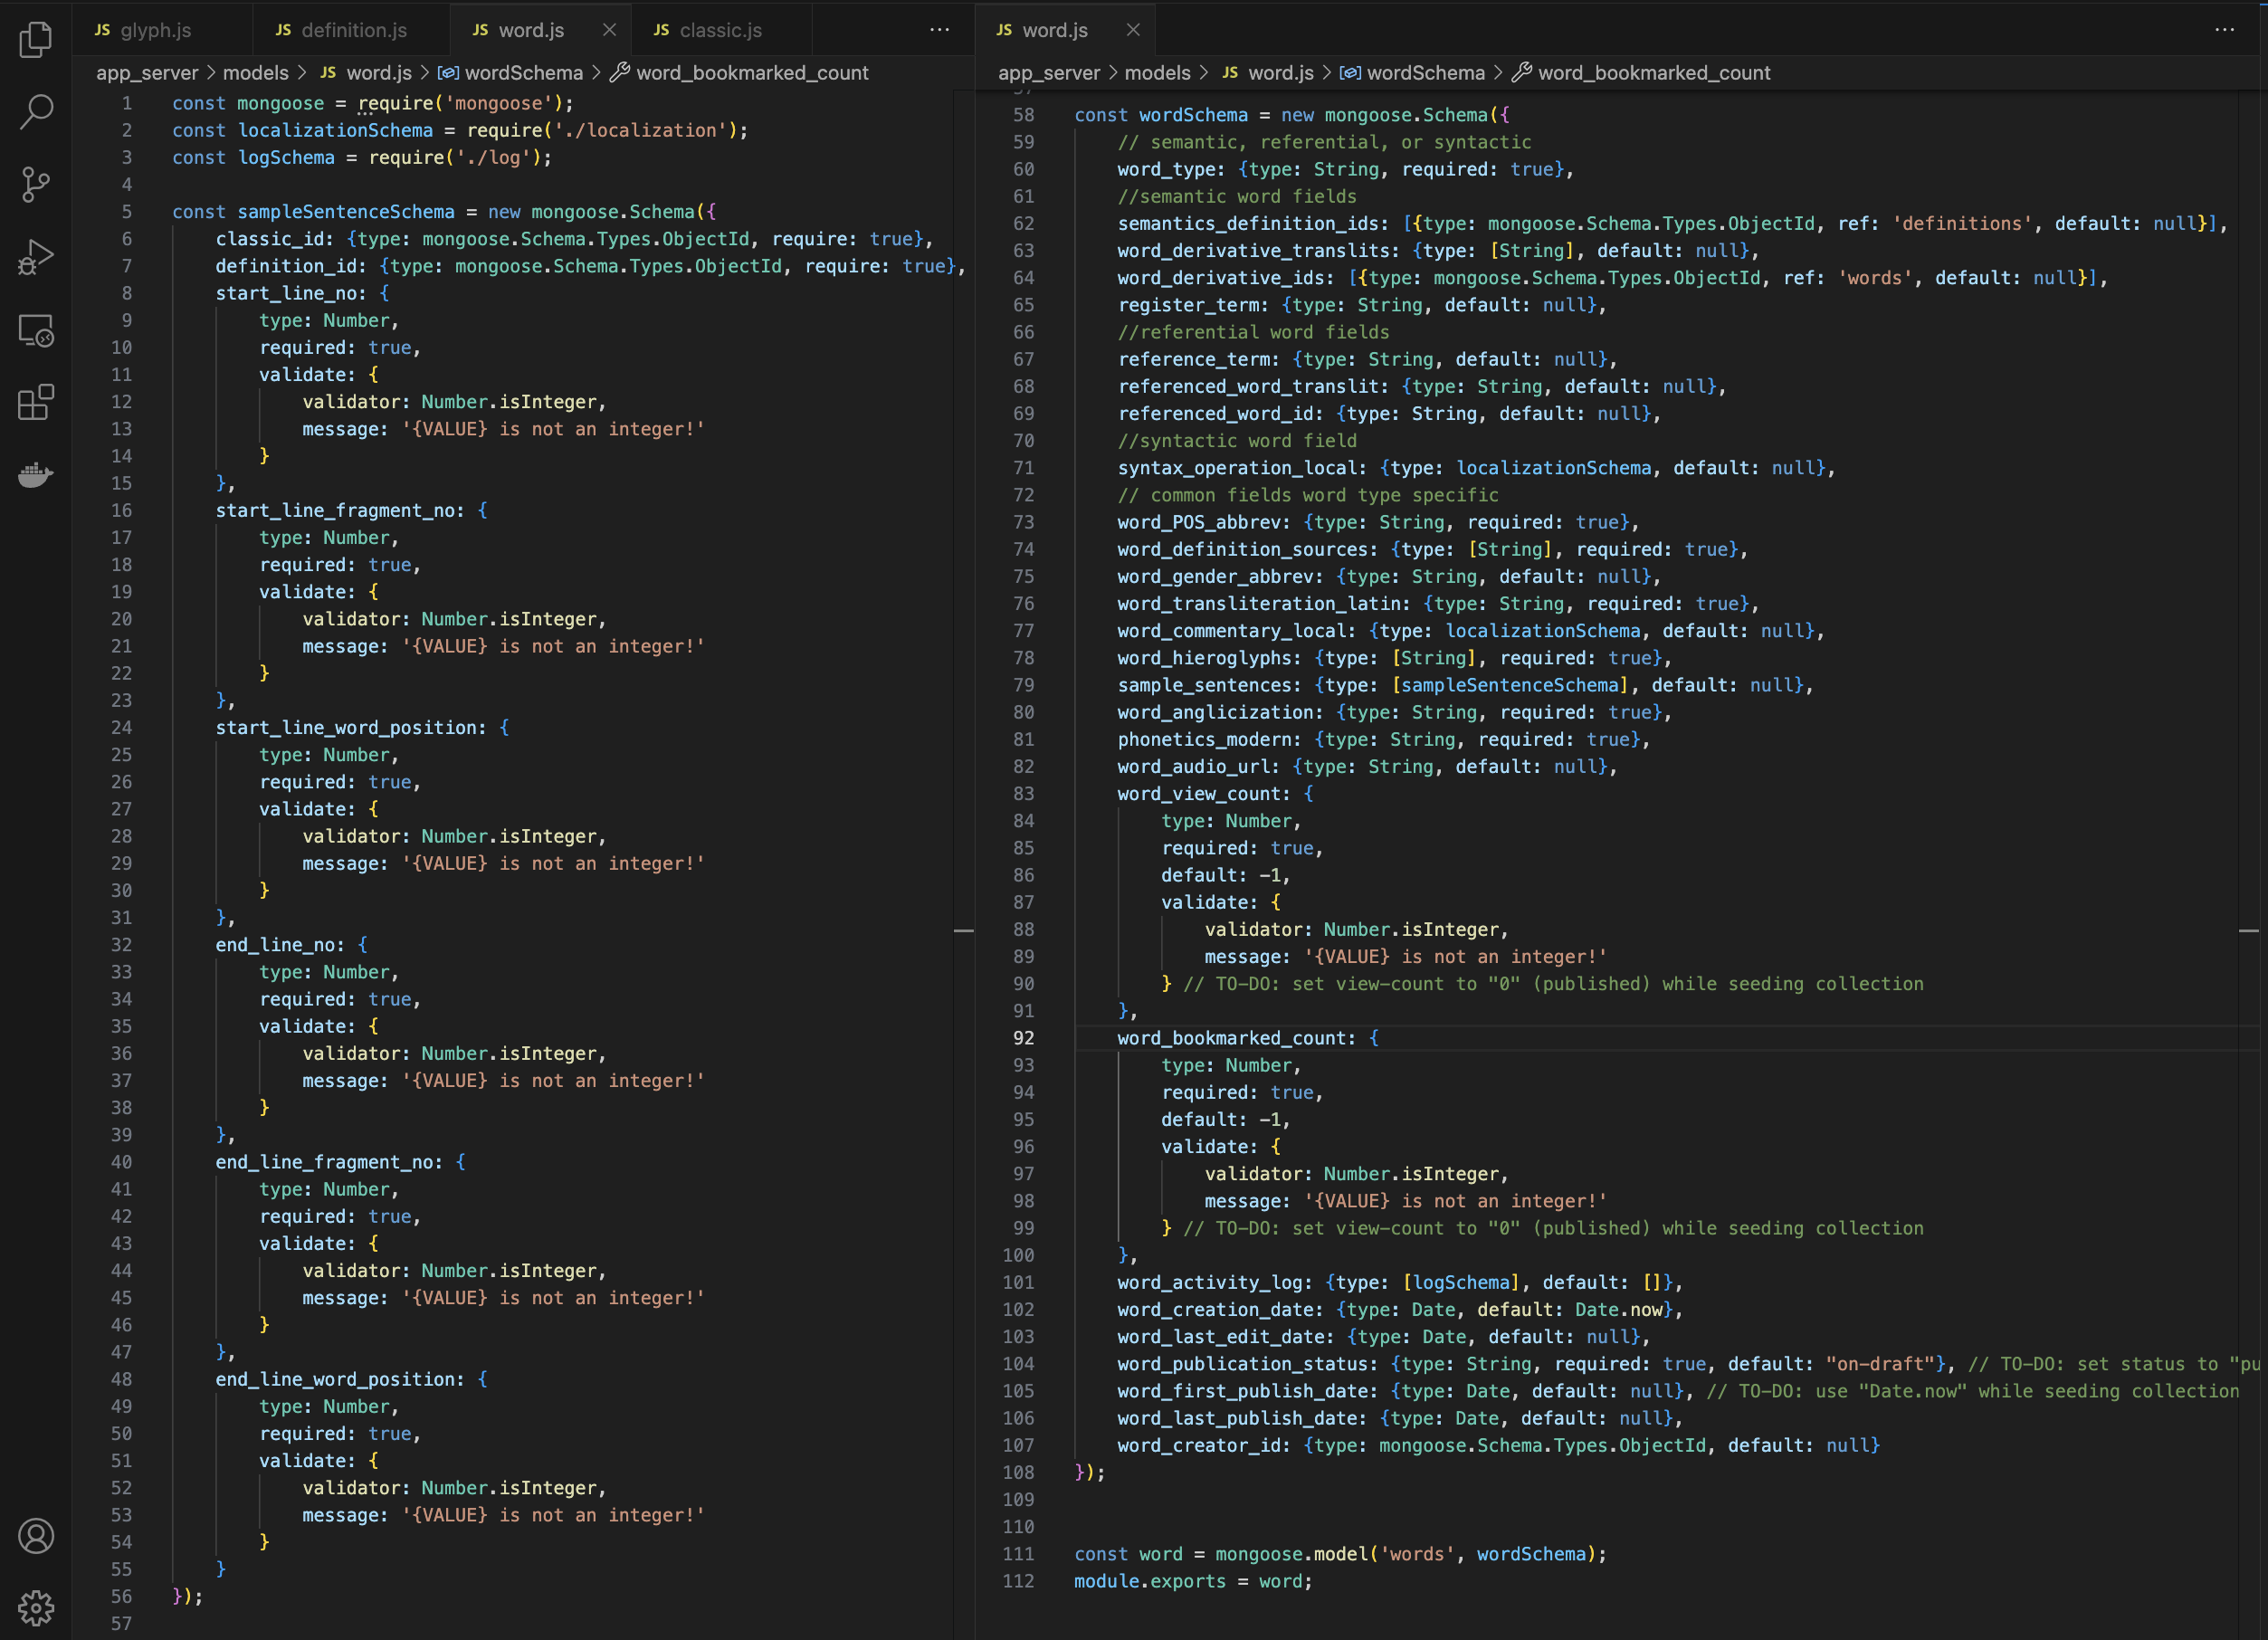 JS glyph.js
JS definition.js
JS word.js
JS classic.js
app_server > models > JS word.js > wordSchema > word_bookmarked_count
1 const mongoose = require('mongoose');
2 const localizationSchema = require('./localization');
3 const logSchema = require('./log');
4
5 const sampleSentenceSchema = new mongoose.Schema({
6 classic_id: {type: mongoose.Schema.Types.ObjectId, require: true},
7 definition_id: {type: mongoose.Schema.Types.ObjectId, require: true},
8 start_line_no: {
9 type: Number,
10 required: true,
11 validate: {
12 validator: Number.isInteger,
13 message: '{VALUE} is not an integer!'
14 }
15 },
16 start_line_fragment_no: {
17 type: Number,
18 required: true,
19 validate: {
20 validator: Number.isInteger,
21 message: '{VALUE} is not an integer!'
22 }
23 },
24 start_line_word_position: {
25 type: Number,
26 required: true,
27 validate: {
28 validator: Number.isInteger,
29 message: '{VALUE} is not an integer!'
30 }
31 },
32 end_line_no: {
33 type: Number,
34 required: true,
35 validate: {
36 validator: Number.isInteger,
37 message: '{VALUE} is not an integer!'
38 }
39 },
40 end_line_fragment_no: {
41 type: Number,
42 required: true,
43 validate: {
44 validator: Number.isInteger,
45 message: '{VALUE} is not an integer!'
46 }
47 },
48 end_line_word_position: {
49 type: Number,
50 required: true,
51 validate: {
52 validator: Number.isInteger,
53 message: '{VALUE} is not an integer!'
54 }
55 }
56 });
57
JS word.js
app_server > models > JS word.js > wordSchema > word_bookmarked_count
58 const wordSchema = new mongoose.Schema({
59 // semantic, referential, or syntactic
60 word_type: {type: String, required: true},
61 //semantic word fields
62 semantics_definition_ids: [{type: mongoose.Schema.Types.ObjectId, ref: 'definitions', default: null}],
63 word_derivative_translits: {type: [String], default: null},
64 word_derivative_ids: [{type: mongoose.Schema.Types.ObjectId, ref: 'words', default: null}],
65 register_term: {type: String, default: null},
66 //referential word fields
67 reference_term: {type: String, default: null},
68 referenced_word_translit: {type: String, default: null},
69 referenced_word_id: {type: String, default: null},
70 //syntactic word field
71 syntax_operation_local: {type: localizationSchema, default: null},
72 // common fields word type specific
73 word_POS_abbrev: {type: String, required: true},
74 word_definition_sources: {type: [String], required: true},
75 word_gender_abbrev: {type: String, default: null},
76 word_transliteration_latin: {type: String, required: true},
77 word_commentary_local: {type: localizationSchema, default: null},
78 word_hieroglyphs: {type: [String], required: true},
79 sample_sentences: {type: [sampleSentenceSchema], default: null},
80 word_anglicization: {type: String, required: true},
81 phonetics_modern: {type: String, required: true},
82 word_audio_url: {type: String, default: null},
83 word_view_count: {
84 type: Number,
85 required: true,
86 default: -1,
87 validate: {
88 validator: Number.isInteger,
89 message: '{VALUE} is not an integer!'
90 } // TO-DO: set view-count to "0" (published) while seeding collection
91 },
92 word_bookmarked_count: {
93 type: Number,
94 required: true,
95 default: -1,
96 validate: {
97 validator: Number.isInteger,
98 message: '{VALUE} is not an integer!'
99 } // TO-DO: set view-count to "0" (published) while seeding collection
100 },
101 word_activity_log: {type: [logSchema], default: []},
102 word_creation_date: {type: Date, default: Date.now},
103 word_last_edit_date: {type: Date, default: null},
104 word_publication_status: {type: String, required: true, default: "on-draft"}, // TO-DO: set status to "pu
105 word_first_publish_date: {type: Date, default: null}, // TO-DO: use "Date.now" while seeding collection
106 word_last_publish_date: {type: Date, default: null},
107 word_creator_id: {type: mongoose.Schema.Types.ObjectId, default: null}
108 });
109
110
111 const word = mongoose.model('words', wordSchema);
112 module.exports = word;